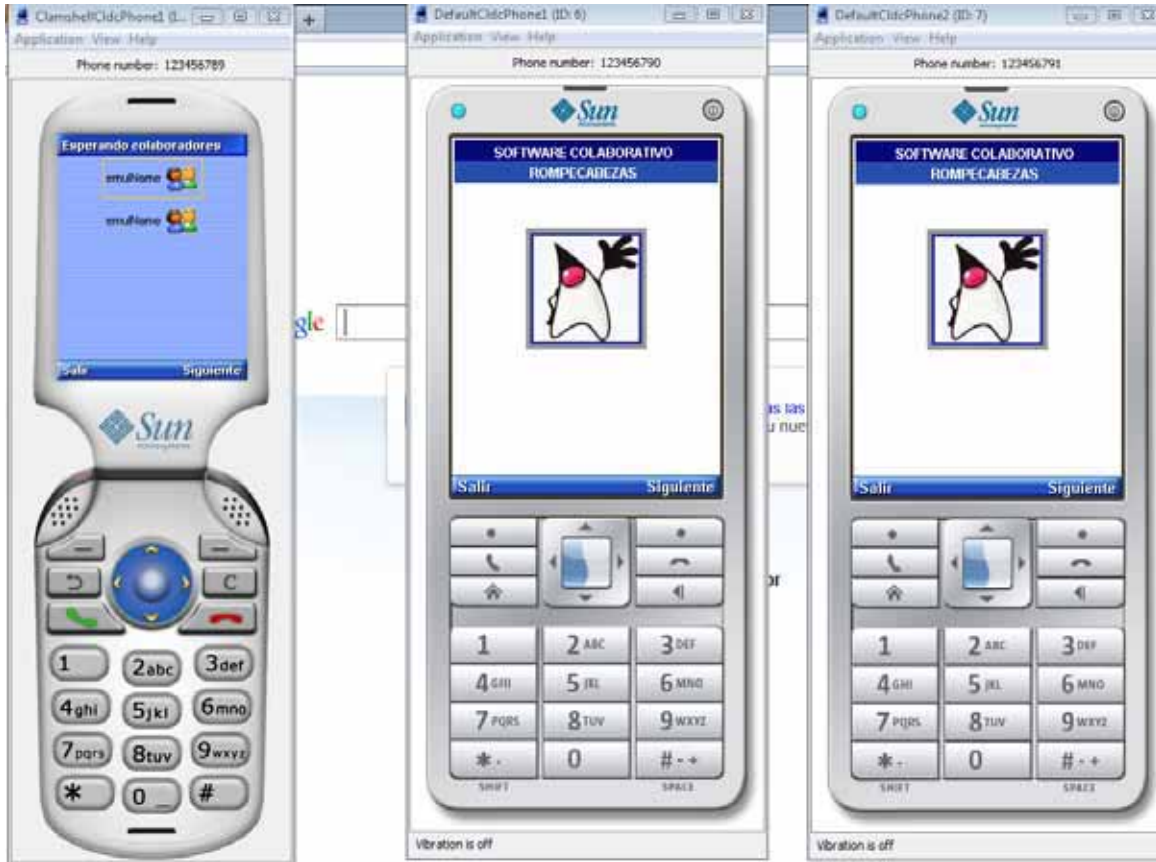 ClamshellCldcPhone1 (I...
Application View Help
Phone number: 123456789
Esperando colaboradores
emulName
emulName
Salir Siguiente
Sun
C
1 2abc 3def
4ghi 5jkl 6mno
7pqrs 8tuv 9wxyz
* 0 _ #
+
gle
as las
u nue
or
DefaultCldcPhone1 (ID: 6)
Application View Help
Phone number: 123456790
Sun
SOFTWARE COLABORATIVO
ROMPECABEZAS
Salir Siguiente
1 2 ABC 3 DEF
4 GHI 5 JKL 6 MNO
7 PQRS 8 TUV 9 WXYZ
* . 0 # - +
SHIFT SPACE
Vibration is off
DefaultCldcPhone2 (ID: 7)
Application View Help
Phone number: 123456791
Sun
SOFTWARE COLABORATIVO
ROMPECABEZAS
Salir Siguiente
1 2 ABC 3 DEF
4 GHI 5 JKL 6 MNO
7 PQRS 8 TUV 9 WXYZ
* . 0 # - +
SHIFT SPACE
Vibration is off